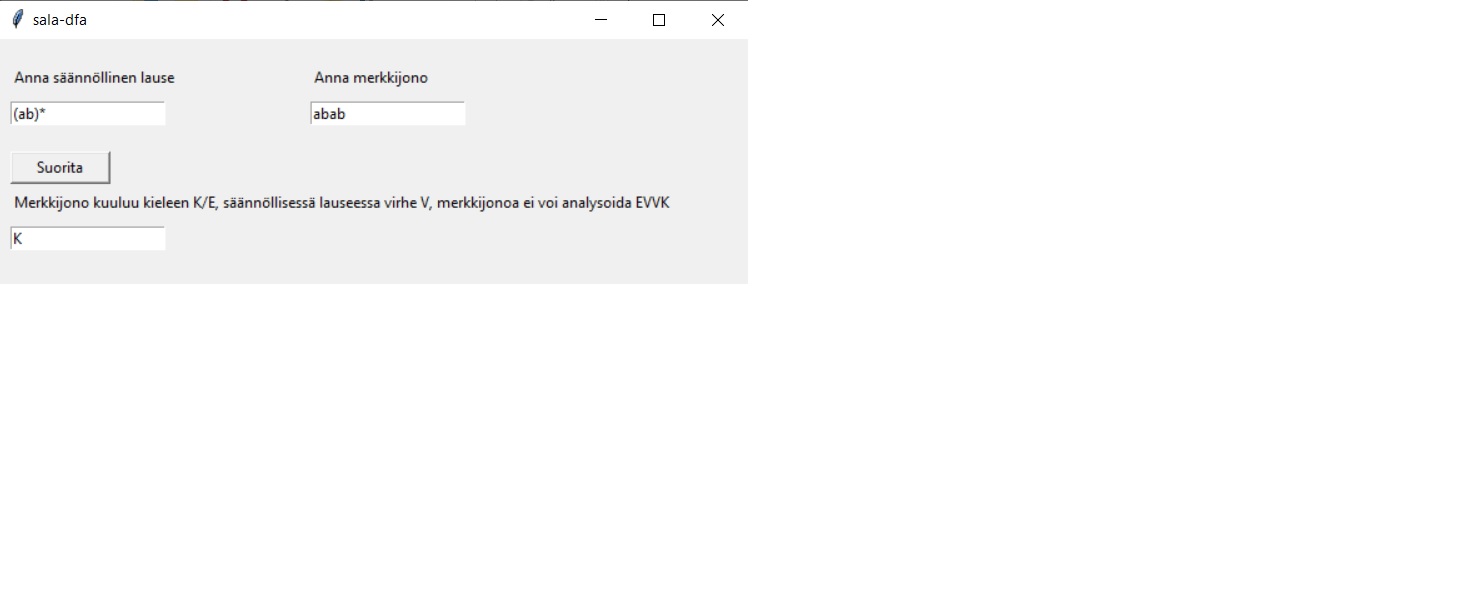 sala-dfa
Anna säännöllinen lause
Anna merkkijono
(ab)*
abab
Suorita
Merkkijono kuuluu kieleen K/E, säännöllisessä lauseessa virhe V, merkkijonoa ei voi analysoida EVVK
K